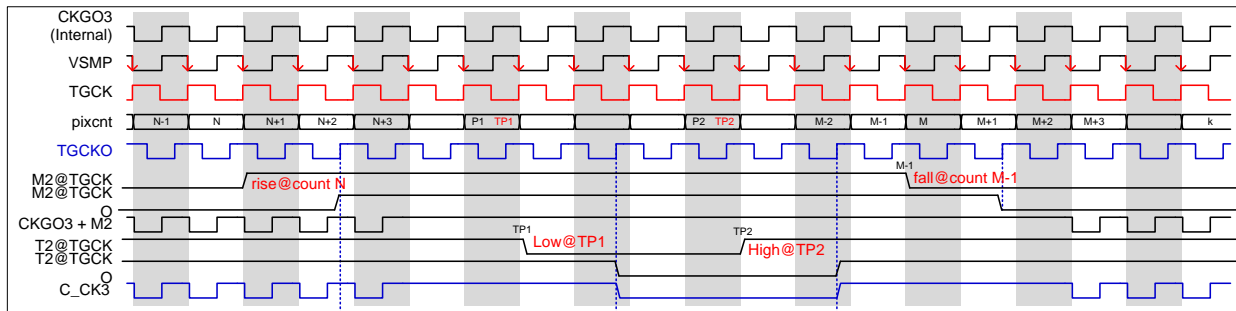 CKGO3
(Internal)
VSMP
TGCK
pixcnt N-1 N N+1 N+2 N+3 P1 TP1 P2 TP2 M-2 M-1 M M+1 M+2 M+3 k
TGCKO
M-1
M2@TGCK rise@count N fall@count M-1
M2@TGCK
O
CKGO3 + M2
TP1 TP2
T2@TGCK Low@TP1 High@TP2
T2@TGCK
O
C_CK3